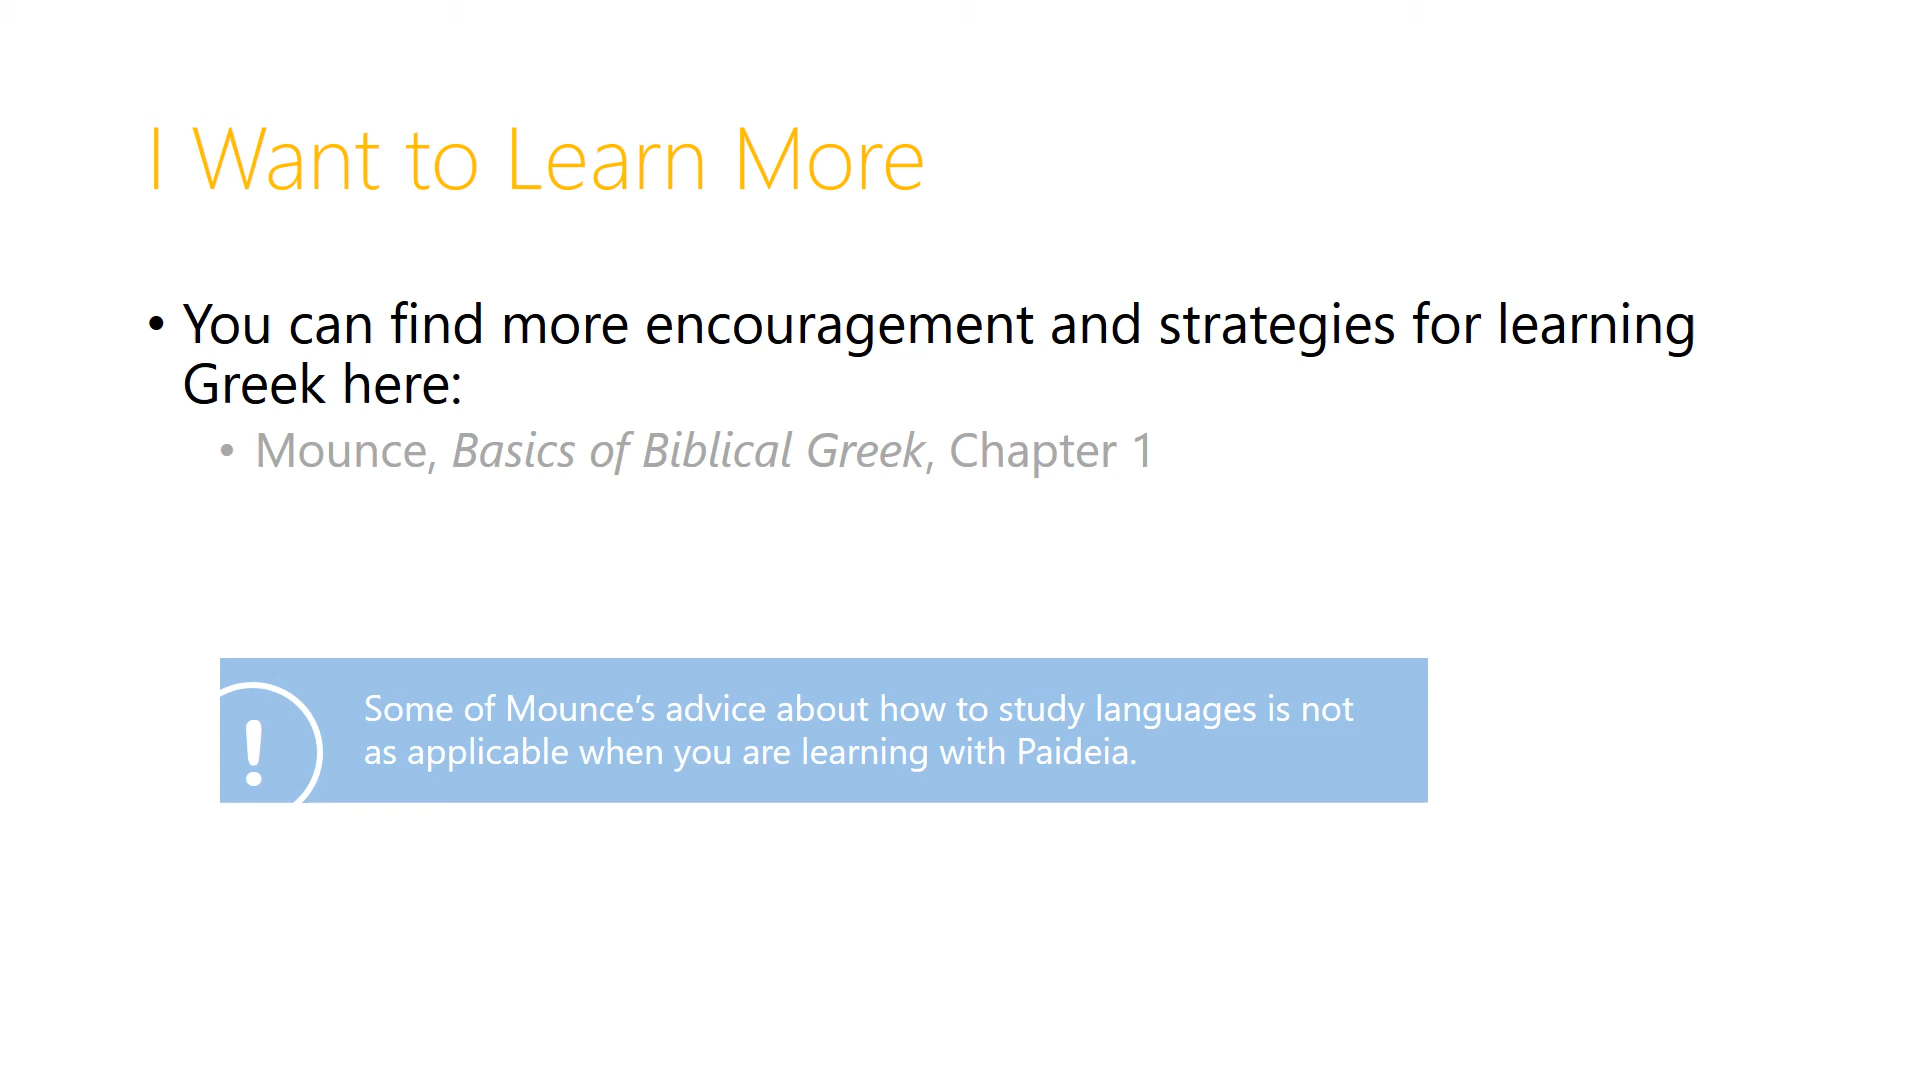 I Want to Learn More
• You can find more encouragement and strategies for learning
Greek here:
• Mounce, Basics of Biblical Greek, Chapter 1
!
Some of Mounce’s advice about how to study languages is not
as applicable when you are learning with Paideia.